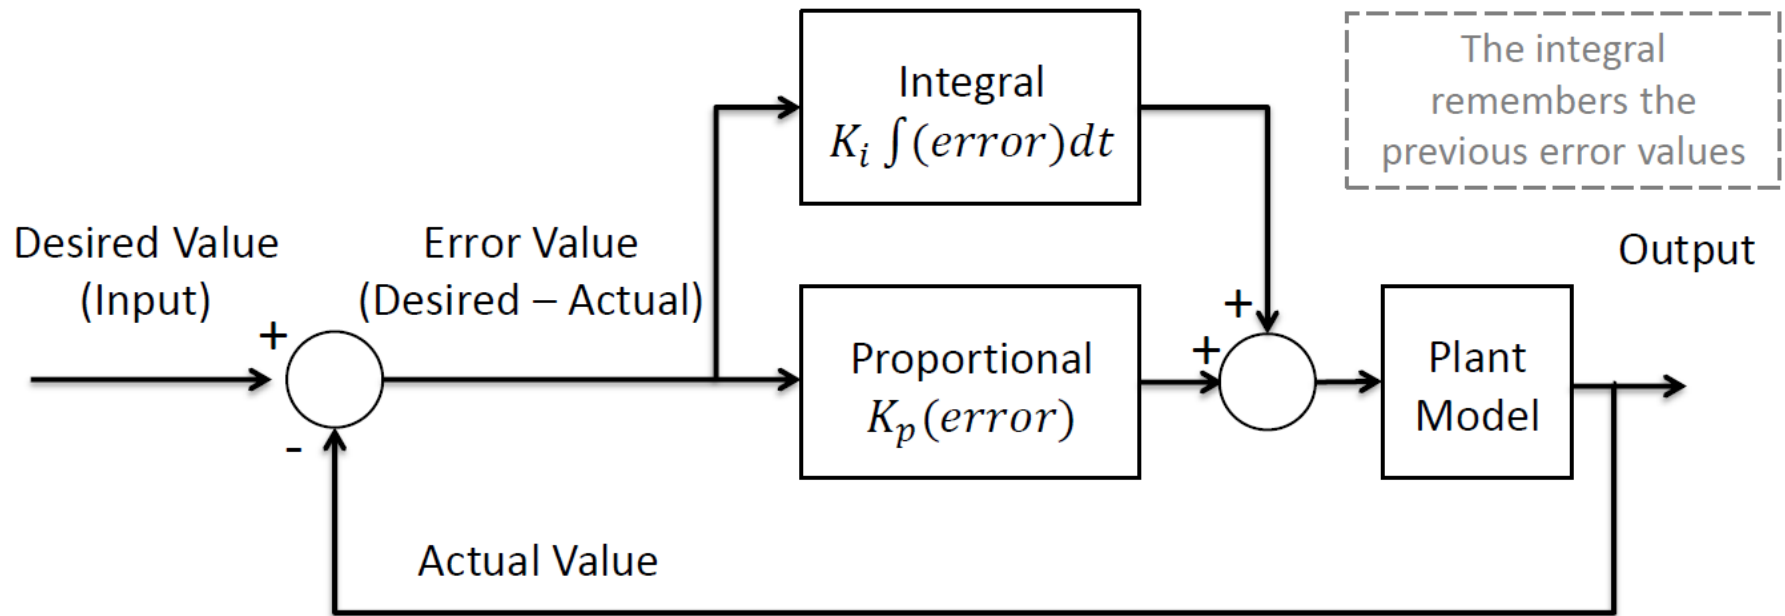 The integral
remembers the
previous error values
Integral
K_i ∫(error)dt
Desired Value
(Input)
Error Value
(Desired – Actual)
Output
+
+
+
Proportional
K_p(error)
Plant
Model
-
Actual Value